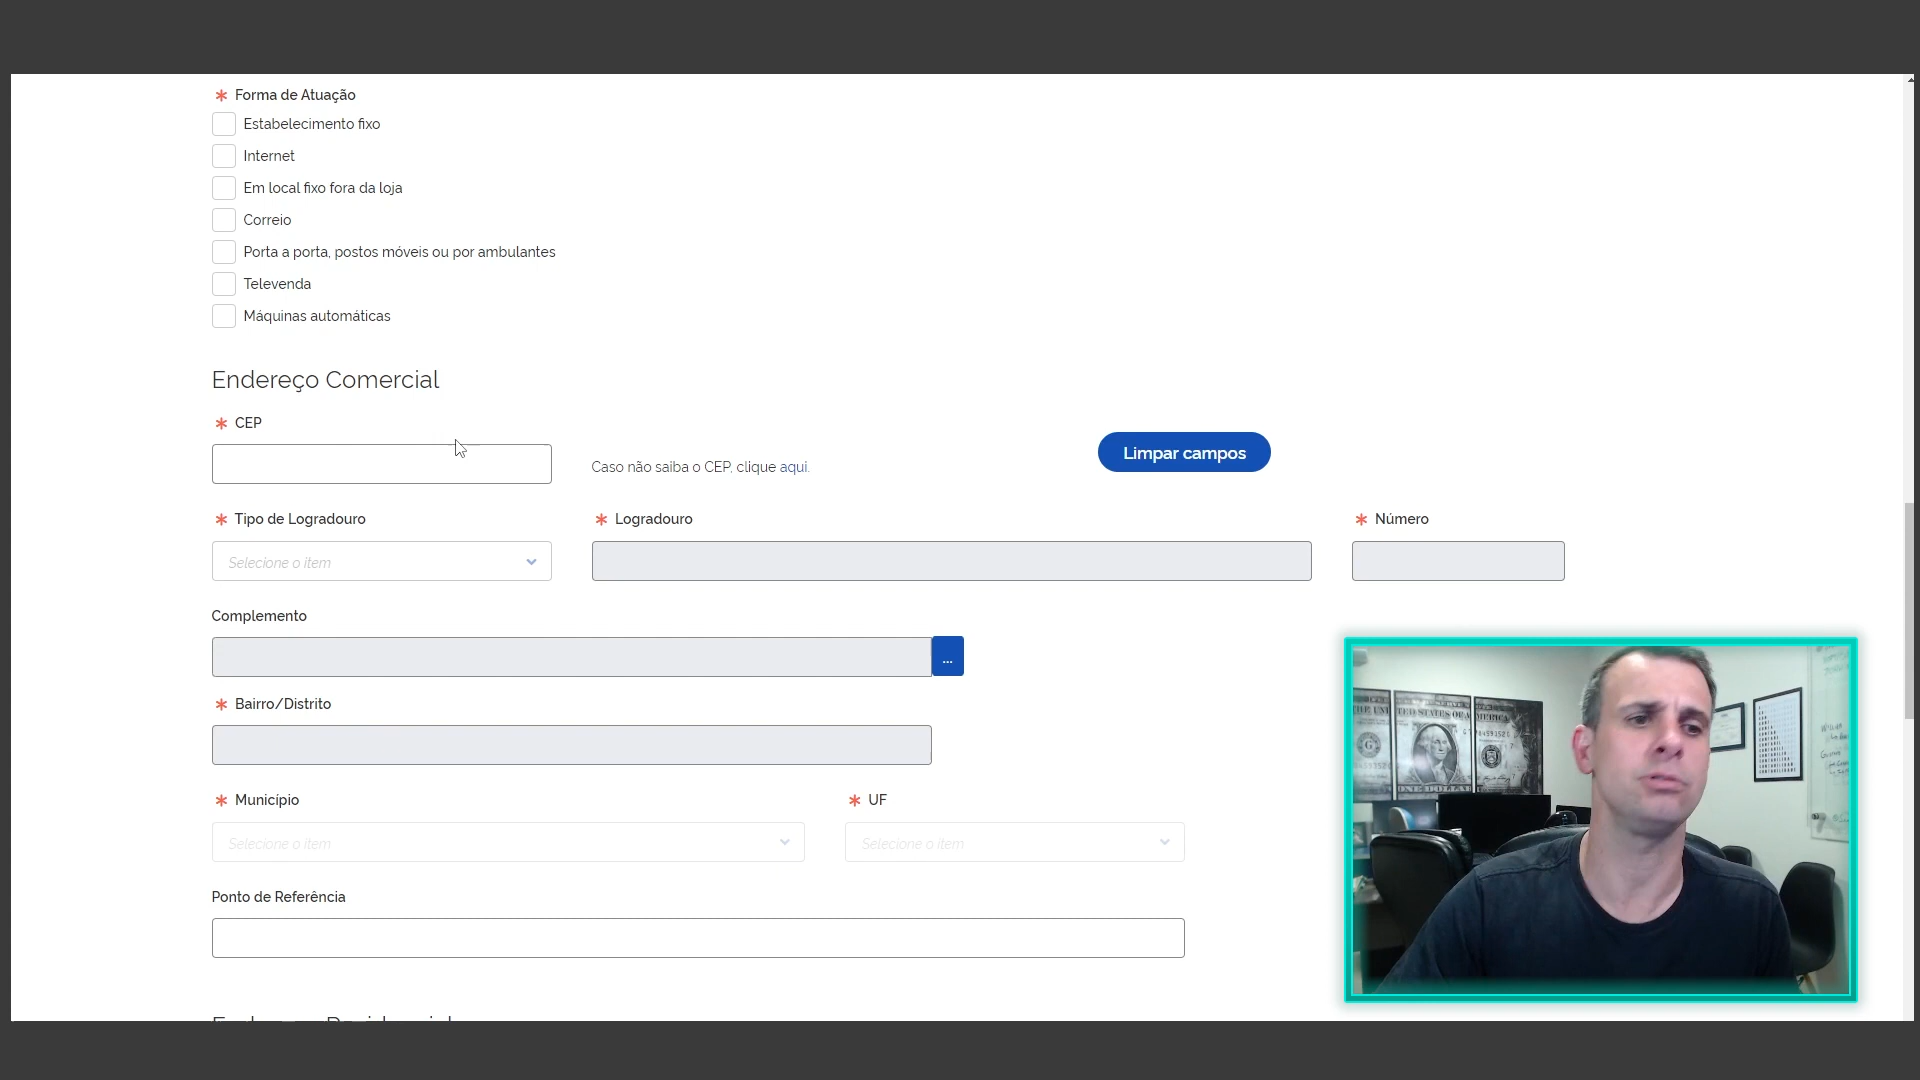 Forma de Atuação
Estabelecimento fixo
Internet
Em local fixo fora da loja
Correio
Porta a porta, postos móveis ou por ambulantes
Televenda
Máquinas automáticas
Endereço Comercial
CEP
Caso não saiba o CEP, clique aqui.
Limpar campos
Tipo de Logradouro
Logradouro
Número
Selecione o item
Complemento
...
Bairro/Distrito
Município
UF
Selecione o item
Selecione o item
Ponto de Referência